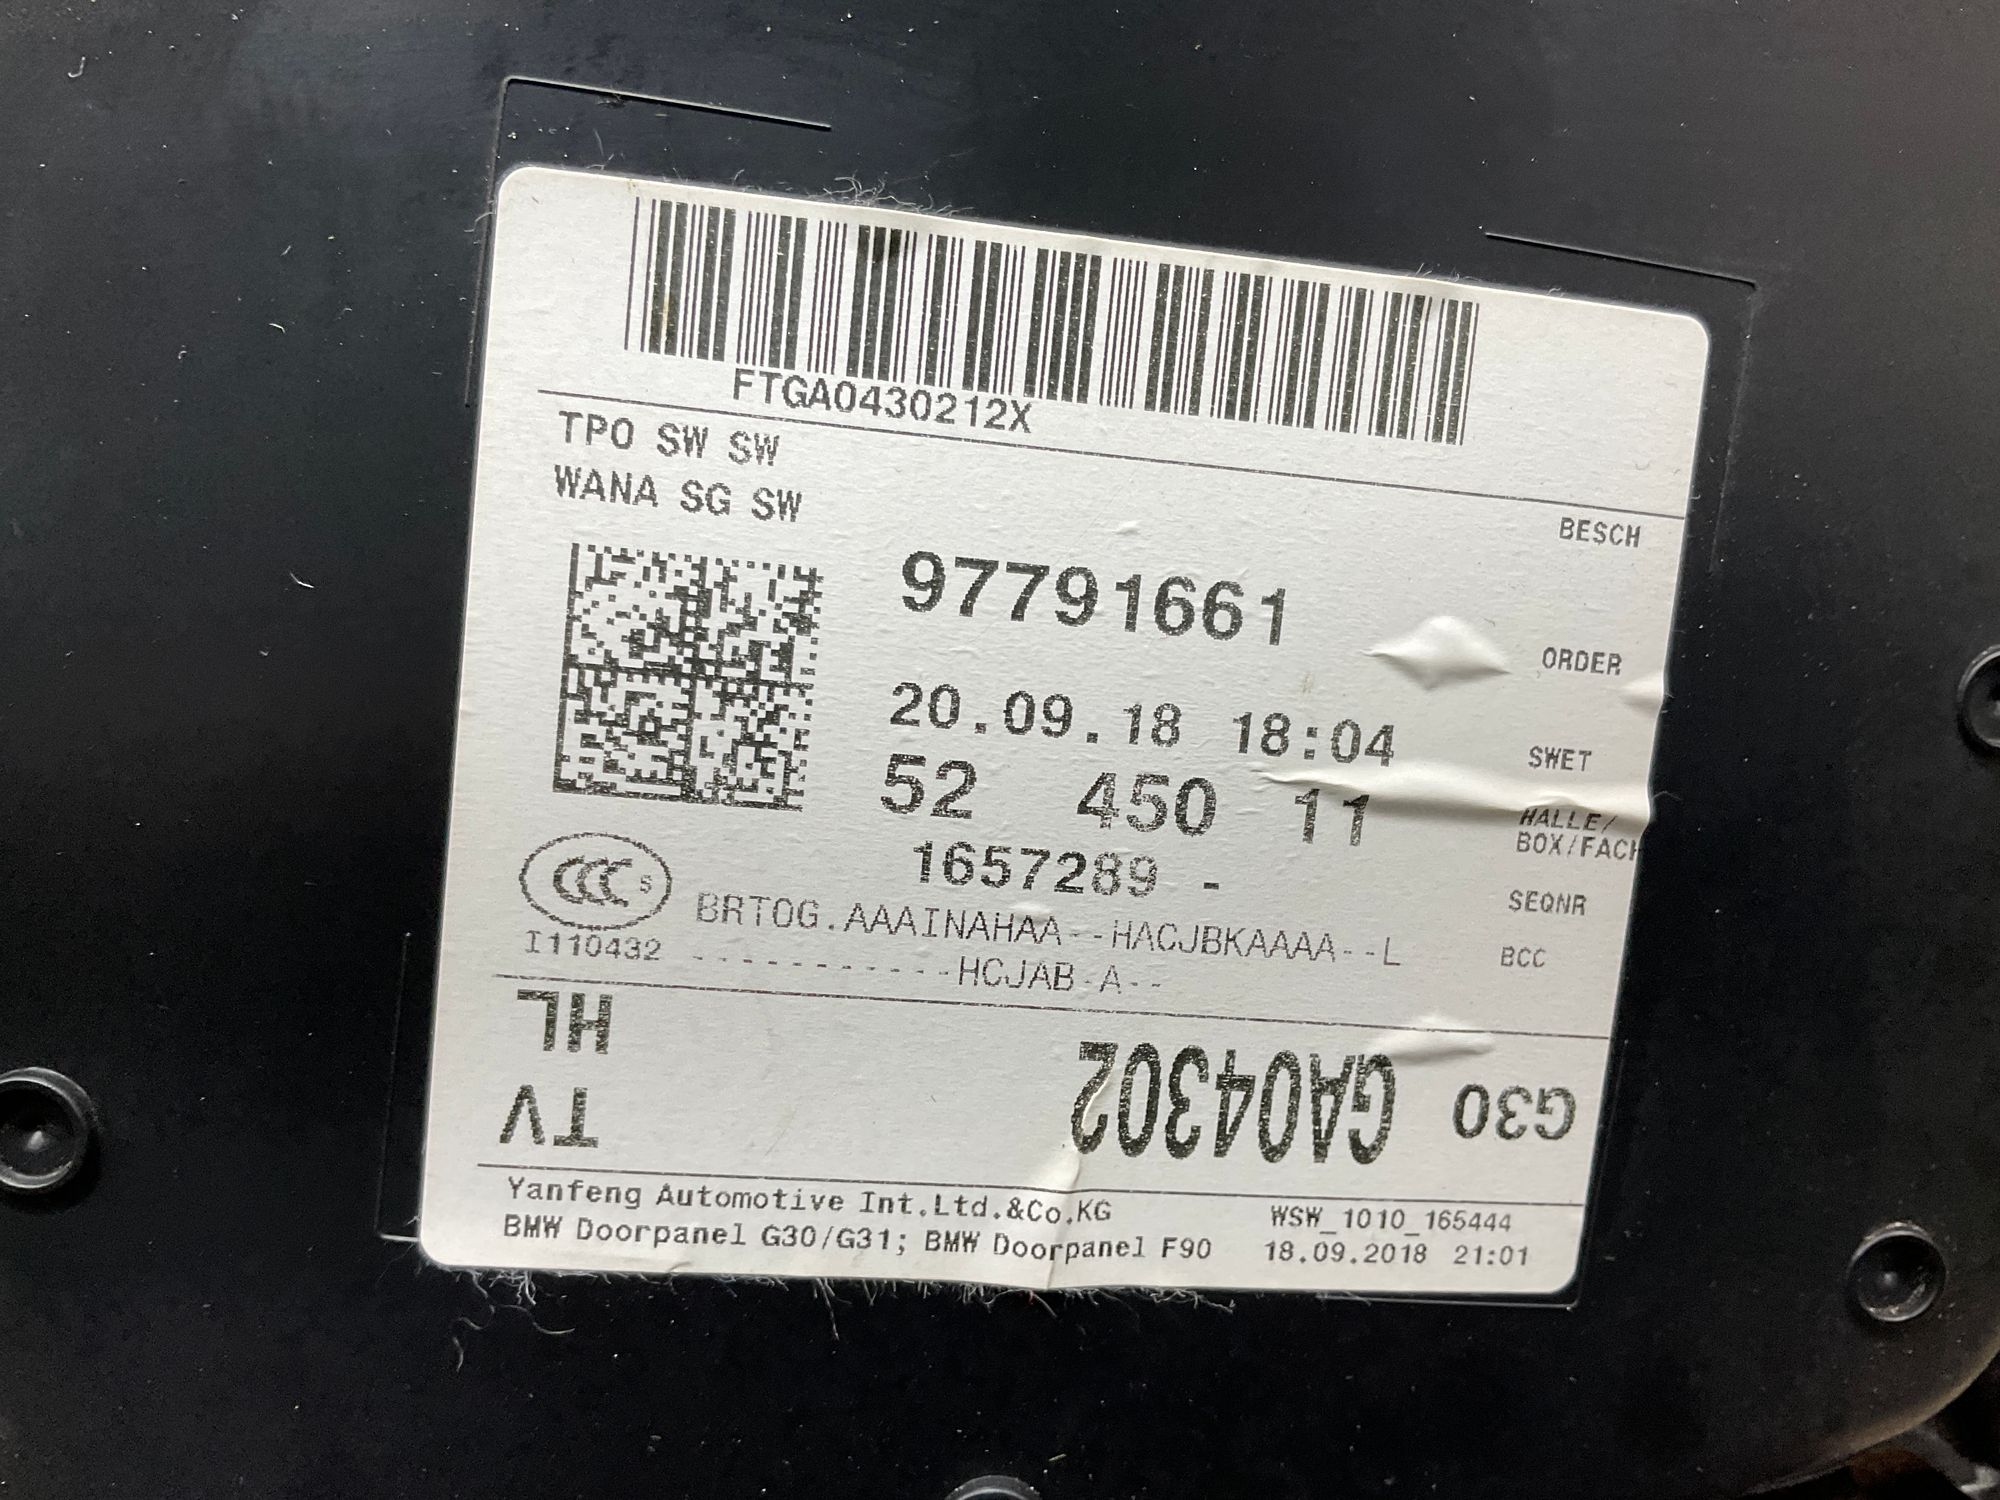 FTGA0430212X
TPO SW SW
WANA SG SW
BESCH
97791661
ORDER
20.09.18 18:04
SWET
52 450 11
HALLE/
BOX/FACH
1657289 -
SEQNR
CCC S
I110432
BRTOG.AAAINAHAA--HACJBKAAAA--L
BCC
-----------HCJAB-A--
G30 GA04302 TV HL
Yanfeng Automotive Int.Ltd.&Co.KG
WSW_1010_165444
BMW Doorpanel G30/G31; BMW Doorpanel F90
18.09.2018 21:01